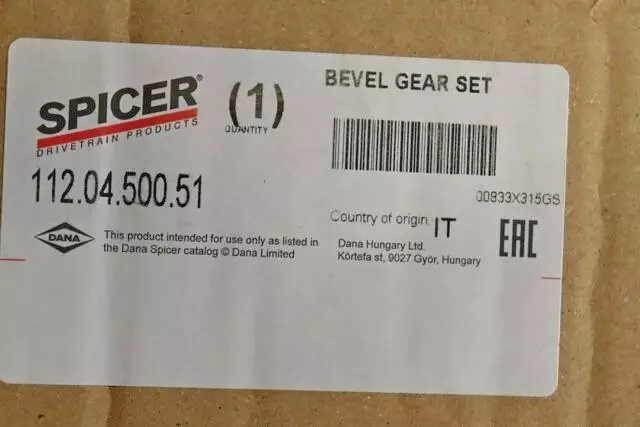 SPICER®
DRIVETRAIN PRODUCTS
(1)
QUANTITY
BEVEL GEAR SET
112.04.500.51
00833X315GS
Country of origin IT
EAC
DANA
This product intended for use only as listed in
the Dana Spicer catalog © Dana Limited
Dana Hungary Ltd.
Körtefa st, 9027 Györ, Hungary